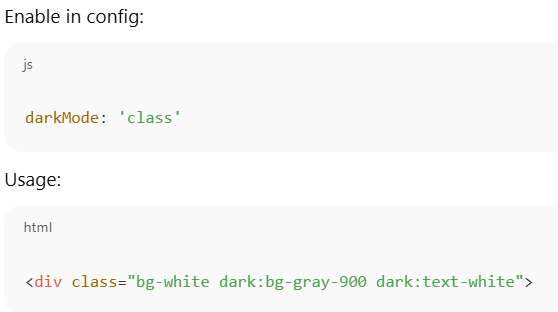 Enable in config:
js
darkMode: 'class'
Usage:
html
<div class="bg-white dark:bg-gray-900 dark:text-white">